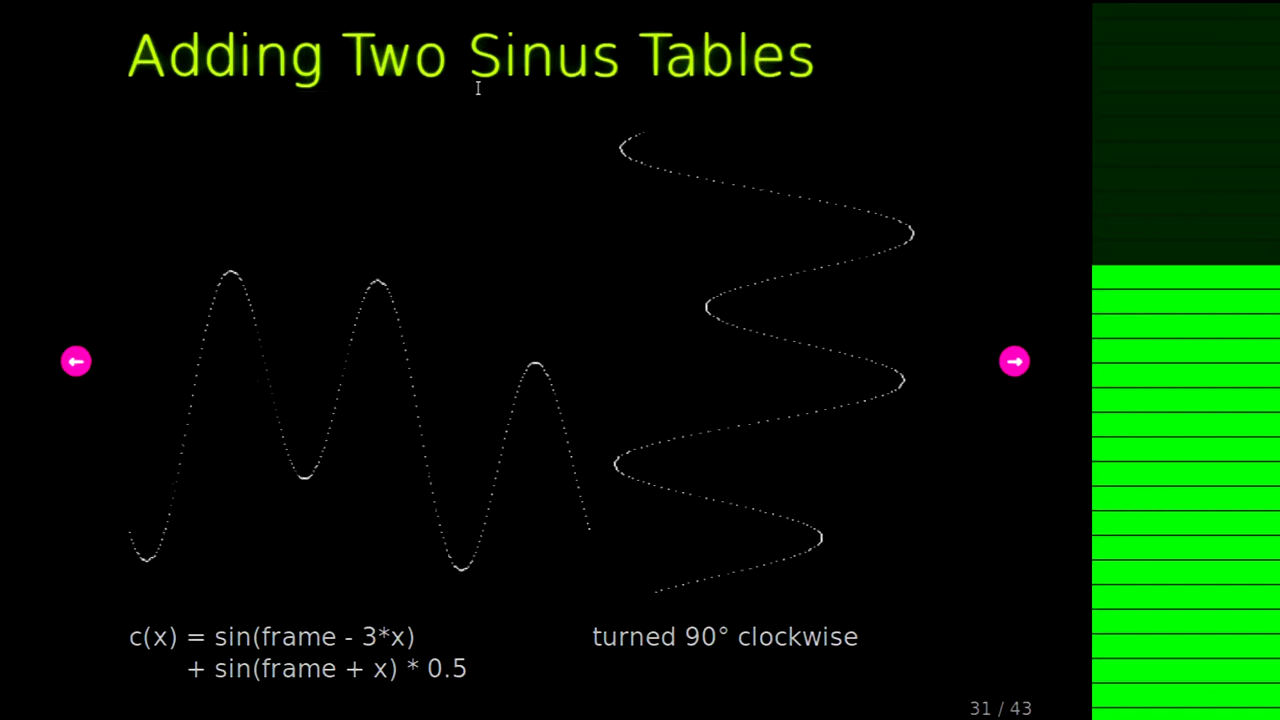 Adding Two Sinus Tables
←
→
c(x) = sin(frame - 3*x)
+ sin(frame + x) * 0.5
turned 90° clockwise
31 / 43